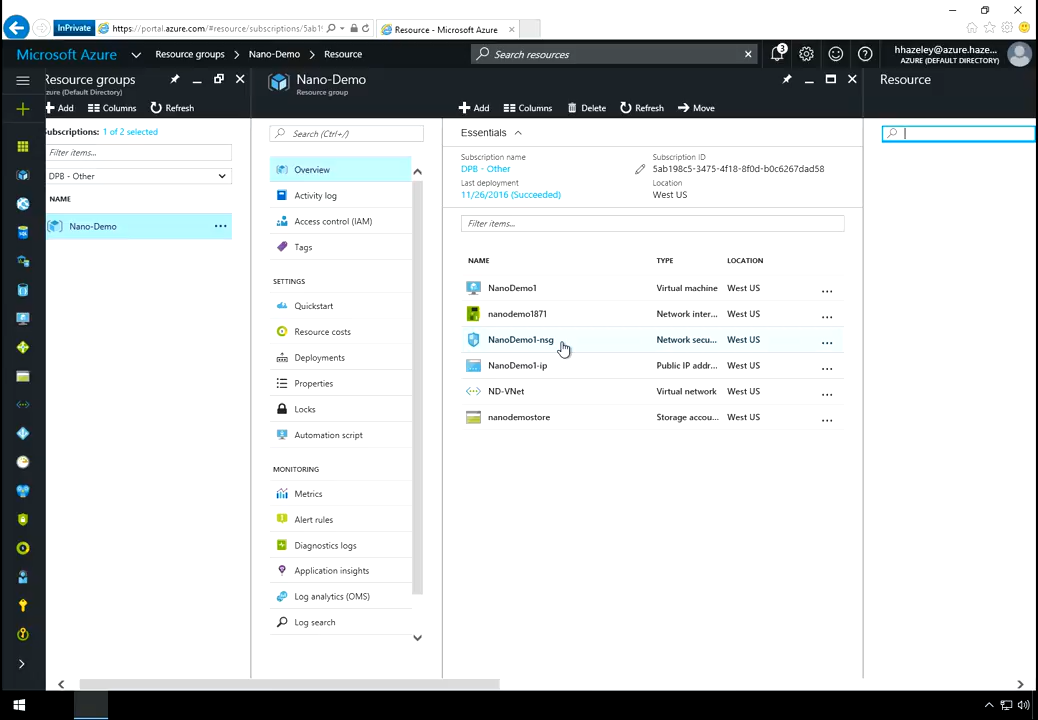 InPrivate
https://portal.azure.com/#resource/subscriptions/5ab1
Resource - Microsoft Azure
Microsoft Azure
Resource groups
Nano-Demo
Resource
Search resources
3
hhazeley@azure.haze...
AZURE (DEFAULT DIRECTORY)
Resource groups
zure (Default Directory)
Add
Columns
Refresh
Subscriptions: 1 of 2 selected
Filter items...
DPB - Other
NAME
Nano-Demo
...
Nano-Demo
Resource group
Search (Ctrl+/)
Overview
Activity log
Access control (IAM)
Tags
SETTINGS
Quickstart
Resource costs
Deployments
Properties
Locks
Automation script
MONITORING
Metrics
Alert rules
Diagnostics logs
Application insights
Log analytics (OMS)
Log search
Add
Columns
Delete
Refresh
Move
Essentials
Subscription name
DPB - Other
Last deployment
11/26/2016 (Succeeded)
Subscription ID
5ab198c5-3475-4f18-8f0d-b0c6267dad58
Location
West US
Filter items...
NAME TYPE LOCATION
NanoDemo1 Virtual machine West US ...
nanodemo1871 Network inter... West US ...
NanoDemo1-nsg Network secu... West US ...
NanoDemo1-ip Public IP addr... West US ...
ND-VNet Virtual network West US ...
nanodemostore Storage accou... West US ...
Resource